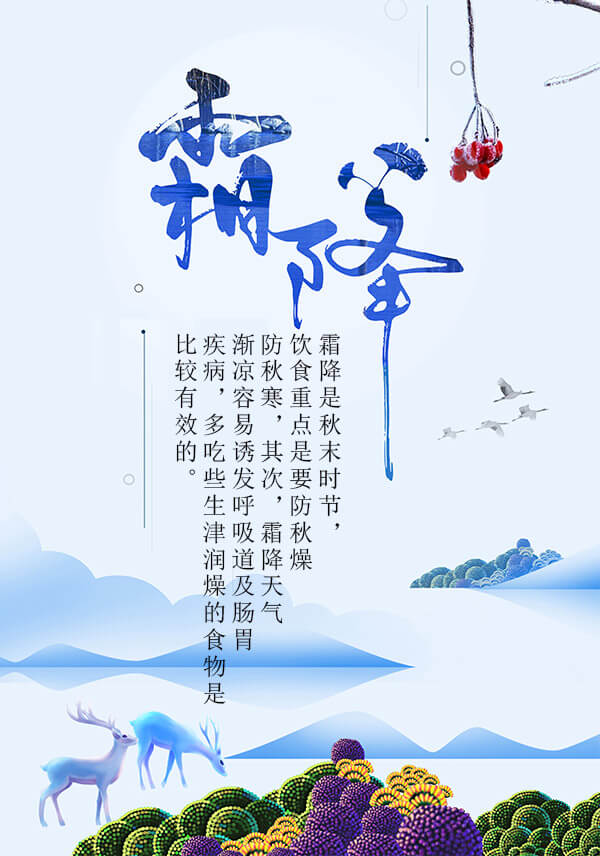 霜降
霜降是秋末时节，
饮食重点是要防秋燥
防秋寒，其次，霜降天气
渐凉容易诱发呼吸道及肠胃
疾病，多吃些生津润燥的食物是
比较有效的。